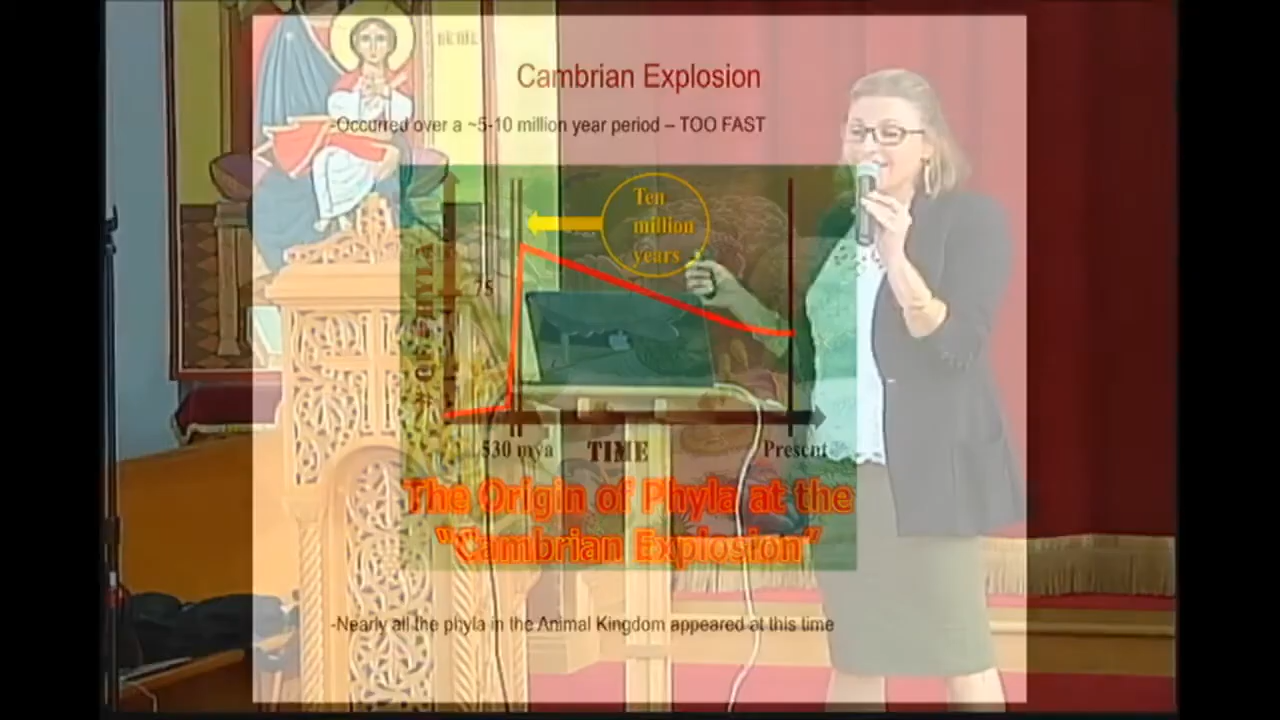 Cambrian Explosion
-Occurred over a ~5-10 million year period – TOO FAST
Ten
million
years
75
# OF PHYLA
530 mya
TIME
Present
The Origin of Phyla at the
"Cambrian Explosion"
-Nearly all the phyla in the Animal Kingdom appeared at this time